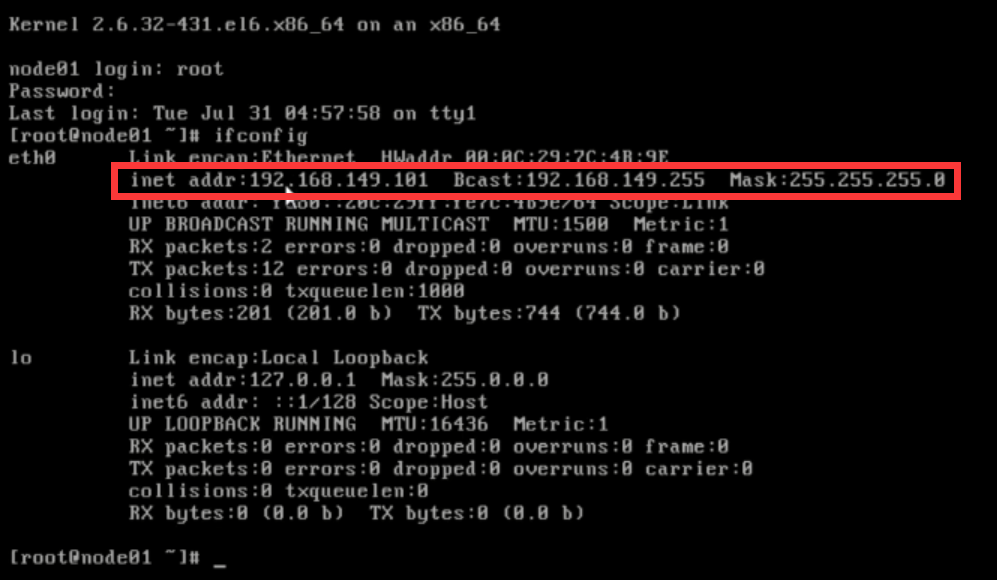 Kernel 2.6.32-431.el6.x86_64 on an x86_64
node01 login: root
Password:
Last login: Tue Jul 31 04:57:58 on tty1
[root@node01 ~]# ifconfig
eth0 Link encap:Ethernet HWaddr 00:0C:29:7C:4B:9E
inet addr:192.168.149.101 Bcast:192.168.149.255 Mask:255.255.255.0
inet6 addr: fe80::20c:29ff:fe7c:4b9e/64 Scope:Link
UP BROADCAST RUNNING MULTICAST MTU:1500 Metric:1
RX packets:2 errors:0 dropped:0 overruns:0 frame:0
TX packets:12 errors:0 dropped:0 overruns:0 carrier:0
collisions:0 txqueuelen:1000
RX bytes:201 (201.0 b) TX bytes:744 (744.0 b)
lo Link encap:Local Loopback
inet addr:127.0.0.1 Mask:255.0.0.0
inet6 addr: ::1/128 Scope:Host
UP LOOPBACK RUNNING MTU:16436 Metric:1
RX packets:0 errors:0 dropped:0 overruns:0 frame:0
TX packets:0 errors:0 dropped:0 overruns:0 carrier:0
collisions:0 txqueuelen:0
RX bytes:0 (0.0 b) TX bytes:0 (0.0 b)
[root@node01 ~]# _